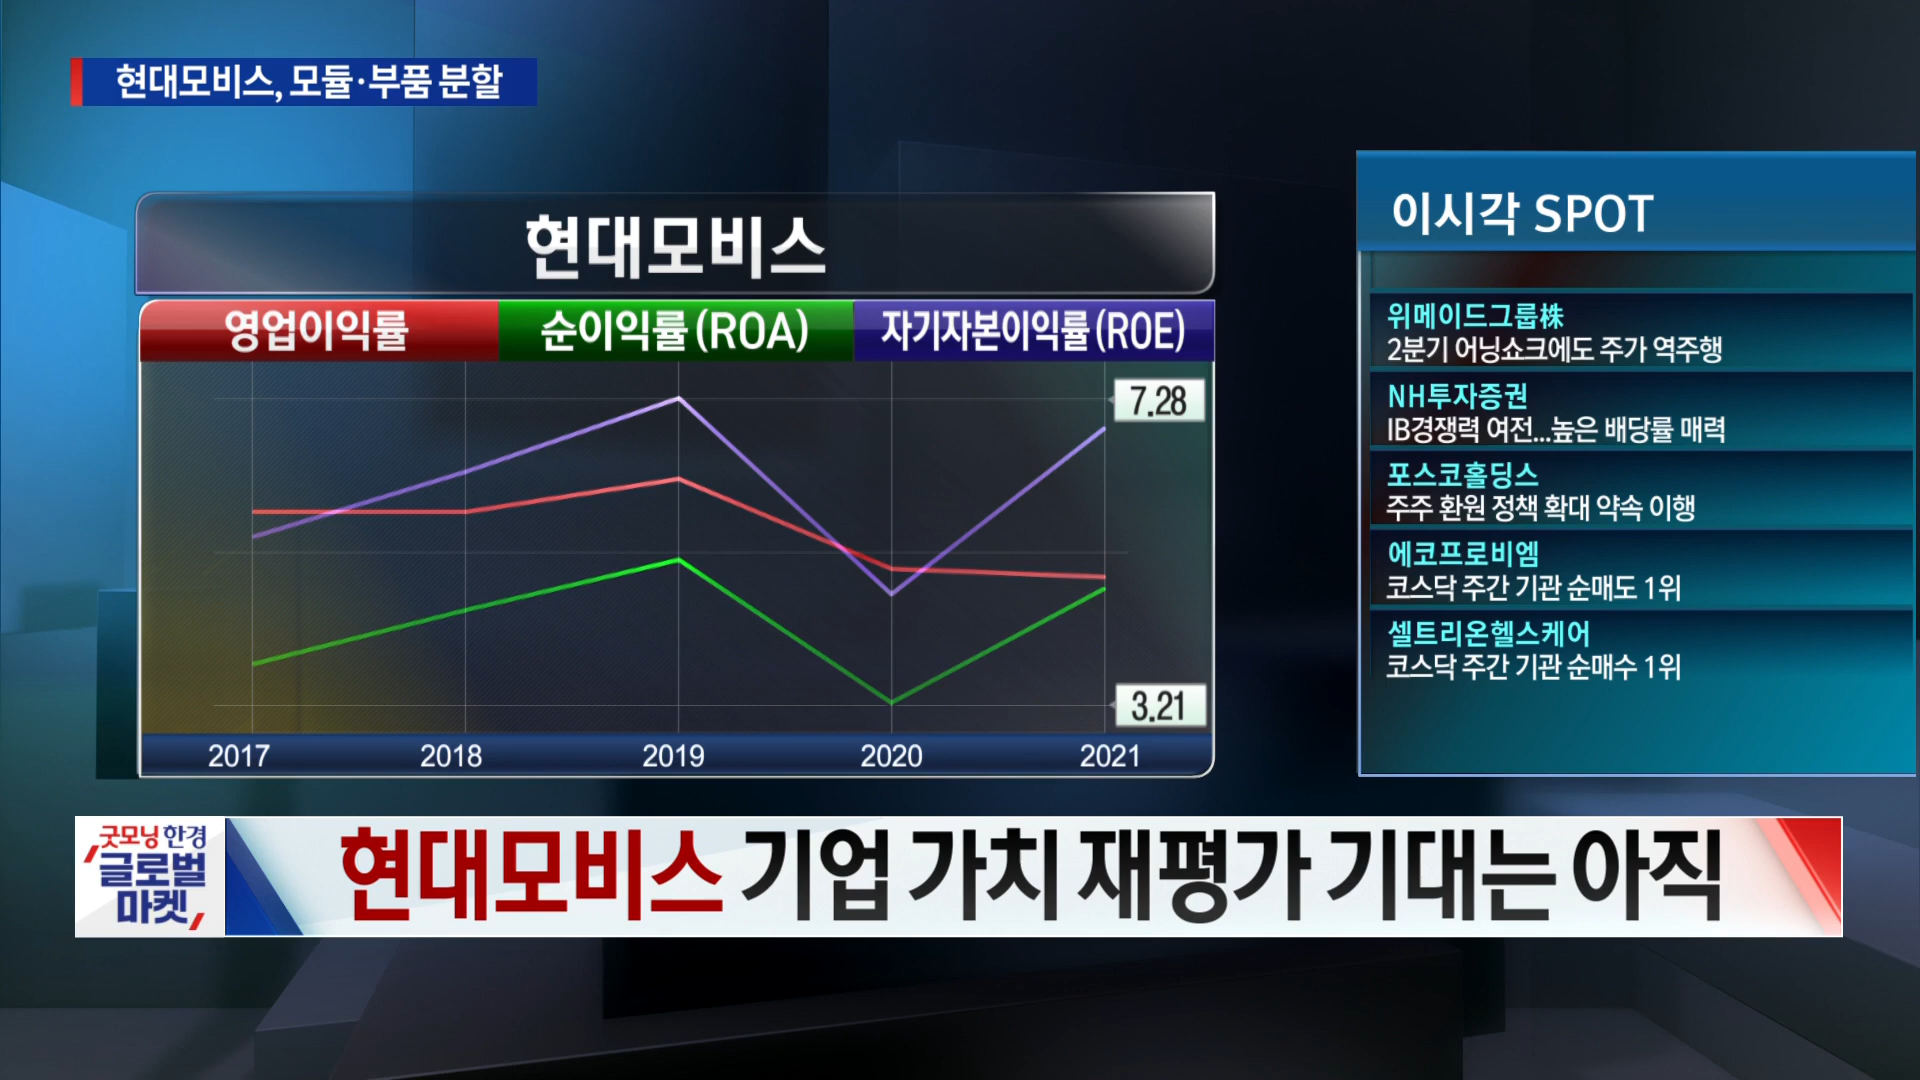 현대모비스, 모듈·부품 분할
현대모비스
영업이익률 순이익률 (ROA) 자기자본이익률 (ROE)
7.28
3.21
2017 2018 2019 2020 2021
이시각 SPOT
위메이드그룹株
2분기 어닝쇼크에도 주가 역주행
NH투자증권
IB경쟁력 여전...높은 배당률 매력
포스코홀딩스
주주 환원 정책 확대 약속 이행
에코프로비엠
코스닥 주간 기관 순매도 1위
셀트리온헬스케어
코스닥 주간 기관 순매수 1위
굿모닝 한경
글로벌
마켓
현대모비스 기업 가치 재평가 기대는 아직